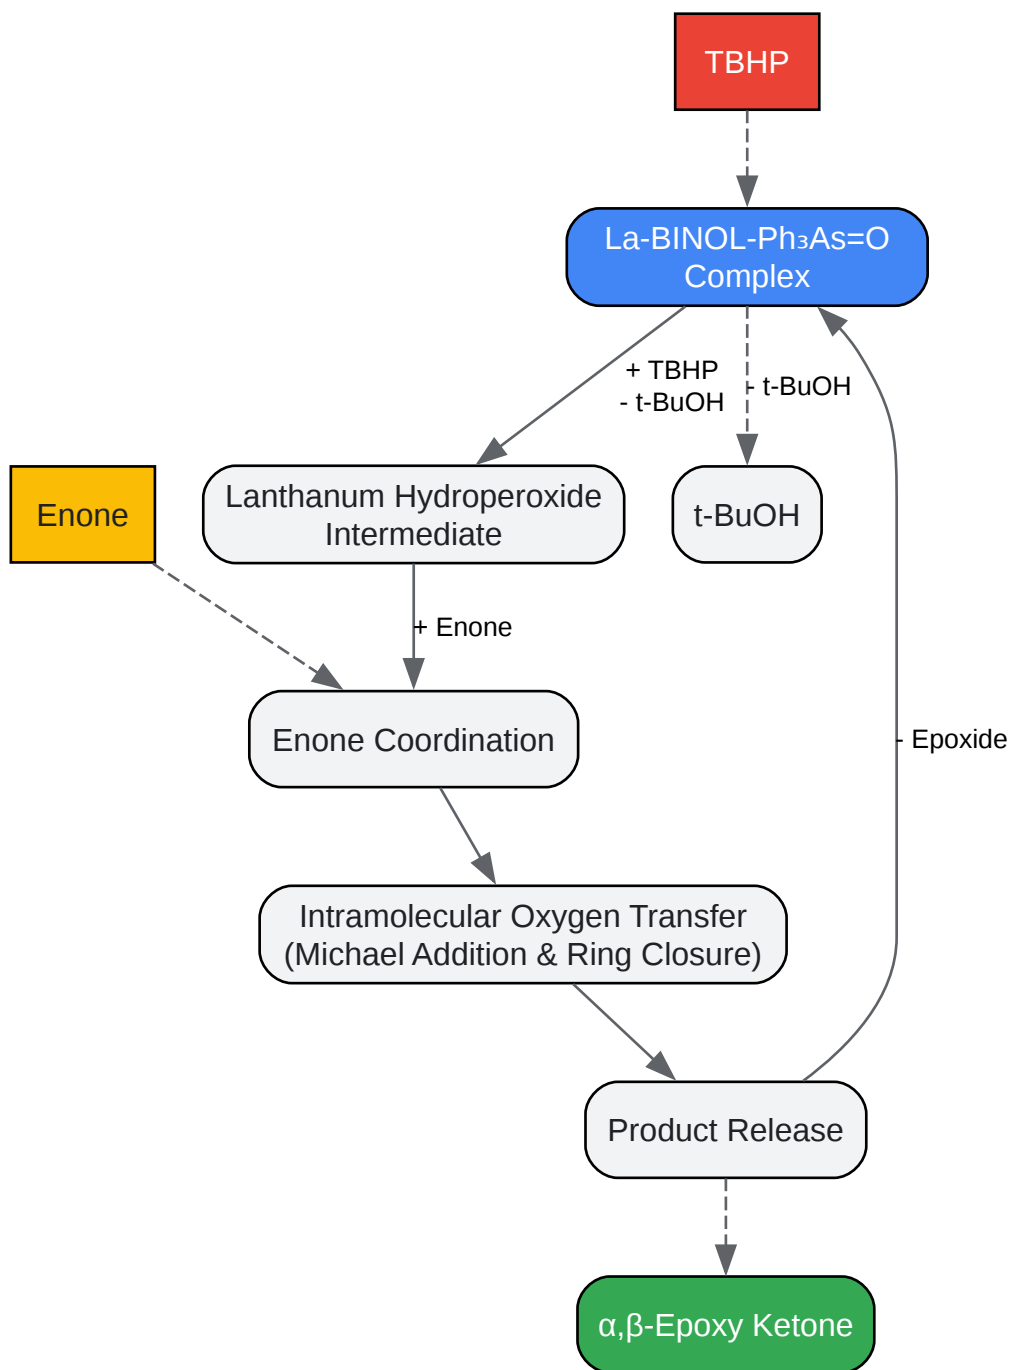 TBHP
La-BINOL-Ph₃As=O
Complex
+ TBHP
- t-BuOH
- t-BuOH
Enone
Lanthanum Hydroperoxide
Intermediate
t-BuOH
+ Enone
Enone Coordination
- Epoxide
Intramolecular Oxygen Transfer
(Michael Addition & Ring Closure)
Product Release
α,β-Epoxy Ketone